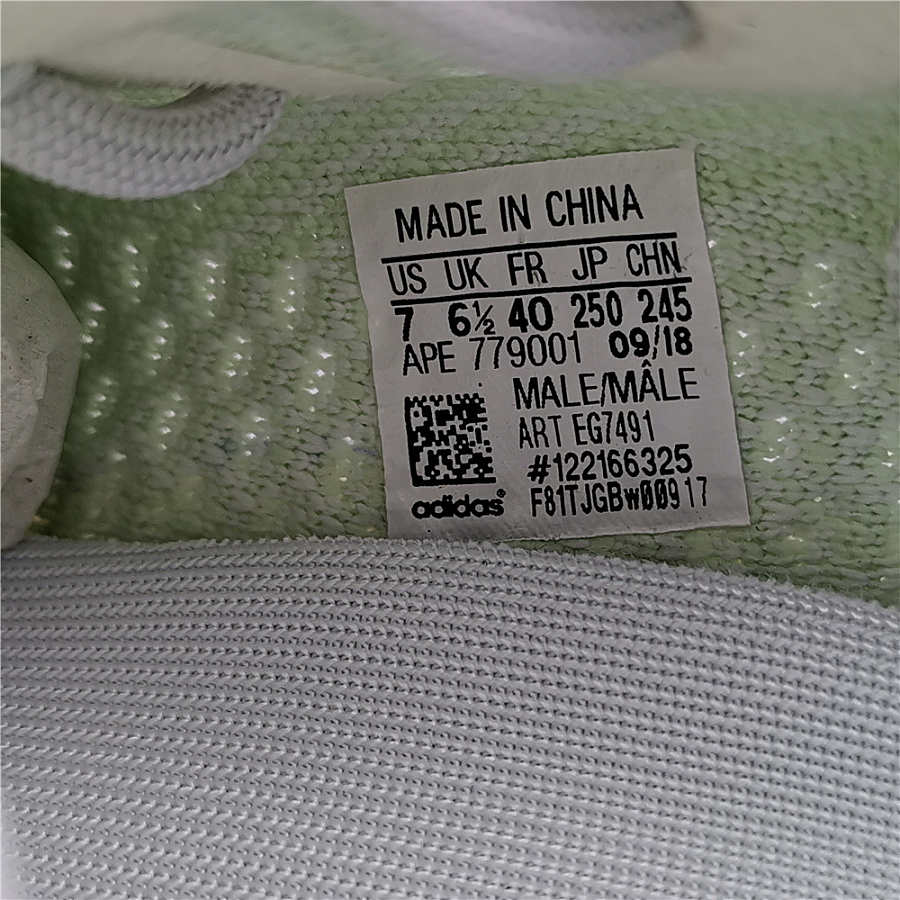 MADE IN CHINA
US UK FR JP CHN
7 6½ 40 250 245
APE 779001 09/18
MALE/MÂLE
ART EG7491
#122166325
adidas® F81TJGBW00917